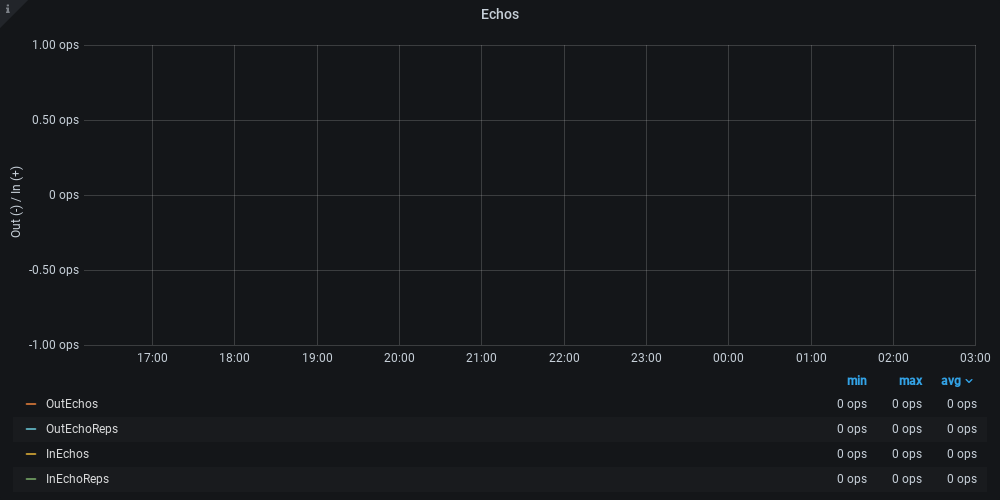 i
Echos
Out (-) / In (+)
1.00 ops
0.50 ops
0 ops
-0.50 ops
-1.00 ops
17:00 18:00 19:00 20:00 21:00 22:00 23:00 00:00 01:00 02:00 03:00
min max avg
OutEchos 0 ops 0 ops 0 ops
OutEchoReps 0 ops 0 ops 0 ops
InEchos 0 ops 0 ops 0 ops
InEchoReps 0 ops 0 ops 0 ops